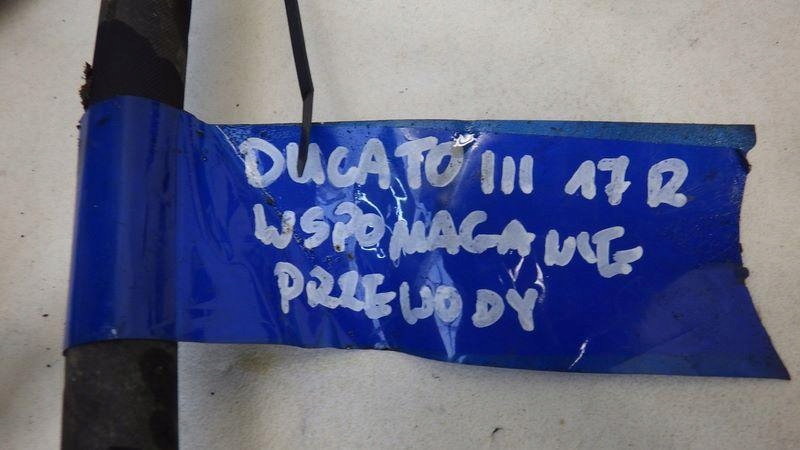 DUCATO III 17R
WSPOMAGANIE
PRZEWODY